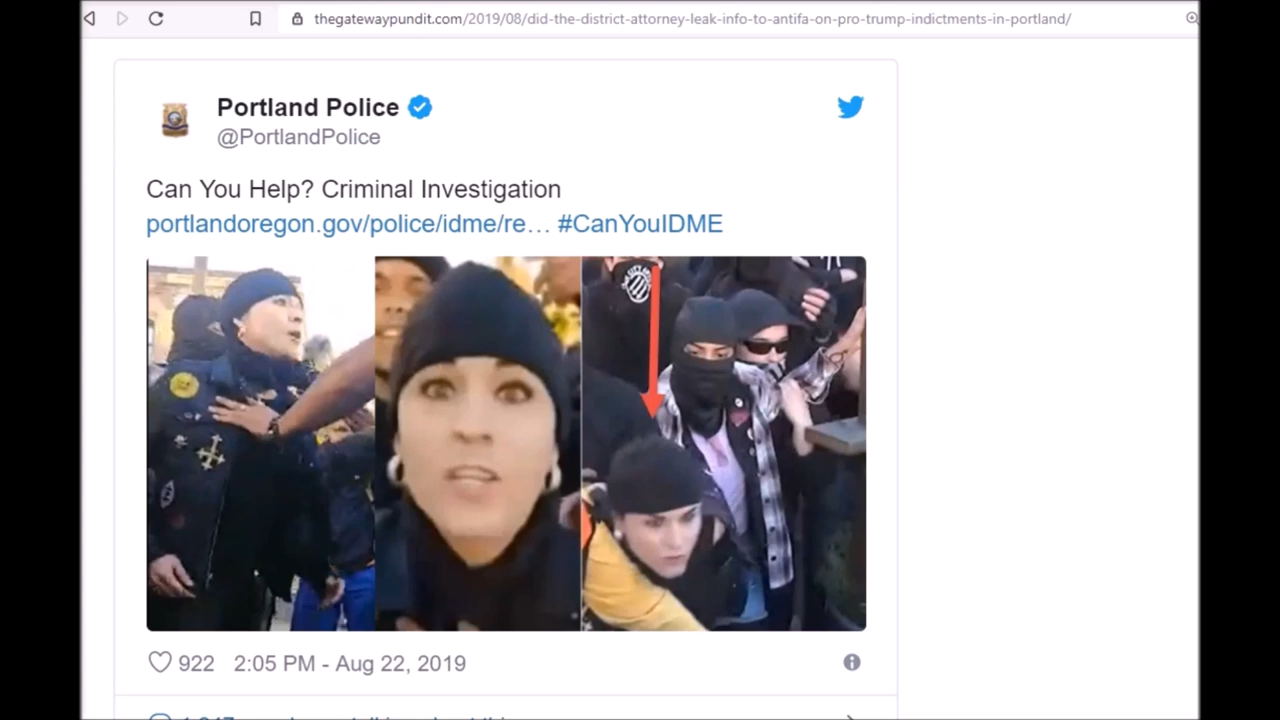 thegatewaypundit.com/2019/08/did-the-district-attorney-leak-info-to-antifa-on-pro-trump-indictments-in-portland/
Portland Police
@PortlandPolice
Can You Help? Criminal Investigation
portlandoregon.gov/police/idme/re… #CanYouIDME
922 2:05 PM - Aug 22, 2019